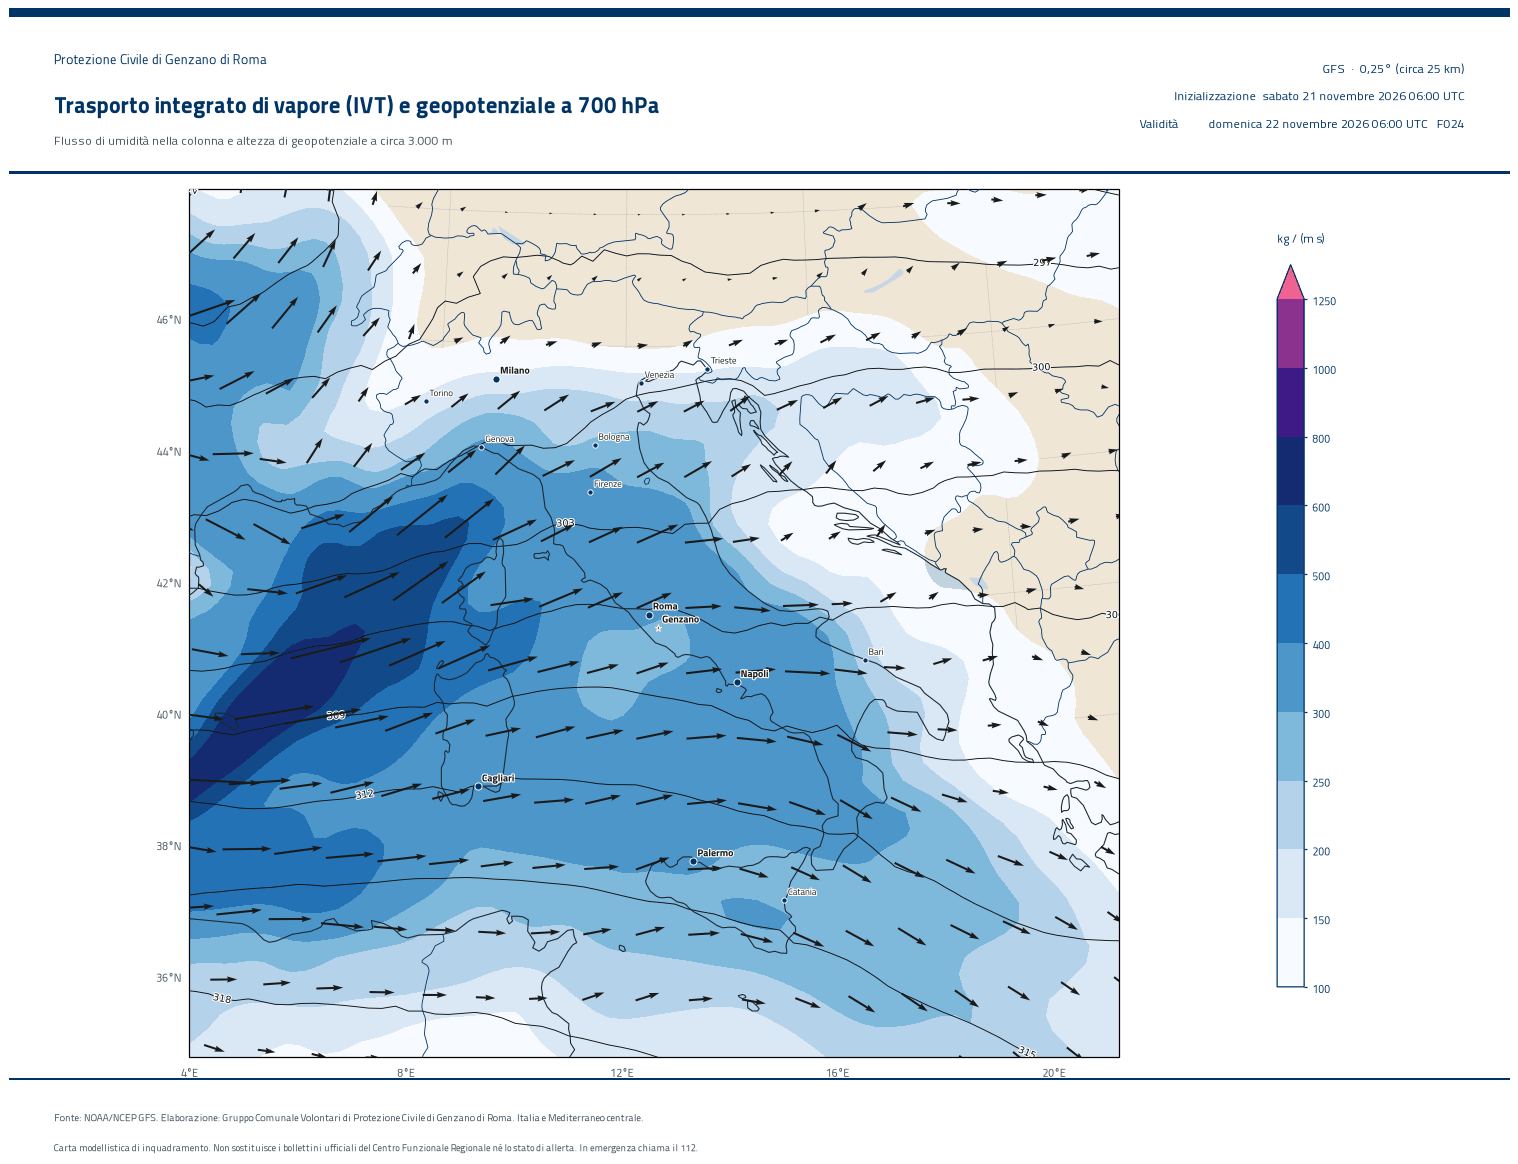 Protezione Civile di Genzano di Roma
Trasporto integrato di vapore (IVT) e geopotenziale a 700 hPa
Flusso di umidità nella colonna e altezza di geopotenziale a circa 3.000 m
GFS · 0,25° (circa 25 km)
Inizializzazione sabato 21 novembre 2026 06:00 UTC
Validità domenica 22 novembre 2026 06:00 UTC F024
kg / (m s)
1250
1000
800
600
500
400
300
250
200
150
100
46°N
44°N
42°N
40°N
38°N
36°N
4°E
8°E
12°E
16°E
20°E
297
300
303
30
309
312
318
315
Trieste
Milano
Venezia
Torino
Genova
Bologna
Firenze
Roma
Genzano
Bari
Napoli
Cagliari
Palermo
Catania
Fonte: NOAA/NCEP GFS. Elaborazione: Gruppo Comunale Volontari di Protezione Civile di Genzano di Roma. Italia e Mediterraneo centrale.
Carta modellistica di inquadramento. Non sostituisce i bollettini ufficiali del Centro Funzionale Regionale né lo stato di allerta. In emergenza chiama il 112.